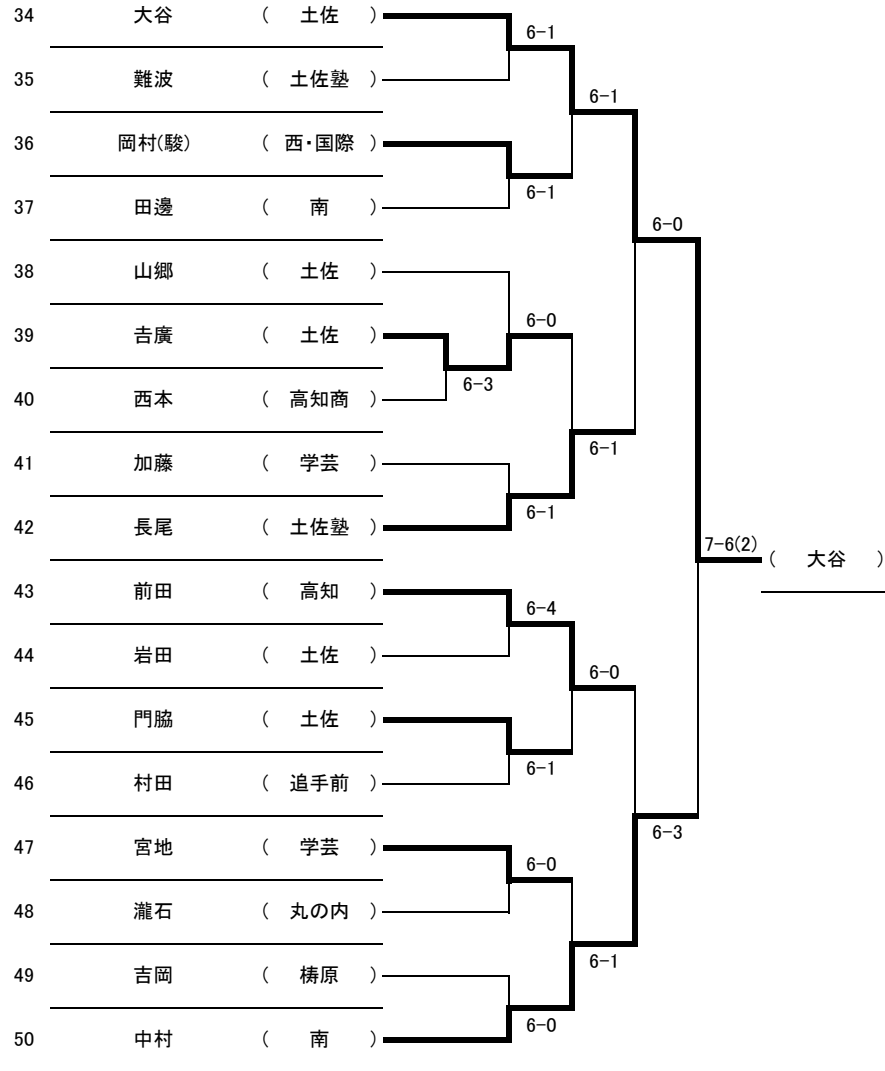 34 大谷 ( 土佐 )
6-1
35 難波 ( 土佐塾 )
6-1
36 岡村(駿) ( 西・国際 )
6-1
37 田邊 ( 南 )
6-0
38 山郷 ( 土佐 )
6-0
39 吉廣 ( 土佐 )
6-3
40 西本 ( 高知商 )
6-1
41 加藤 ( 学芸 )
6-1
42 長尾 ( 土佐塾 )
7-6(2) ( 大谷 )
43 前田 ( 高知 )
6-4
44 岩田 ( 土佐 )
6-0
45 門脇 ( 土佐 )
6-1
46 村田 ( 追手前 )
6-3
47 宮地 ( 学芸 )
6-0
48 瀧石 ( 丸の内 )
6-1
49 吉岡 ( 梼原 )
6-0
50 中村 ( 南 )